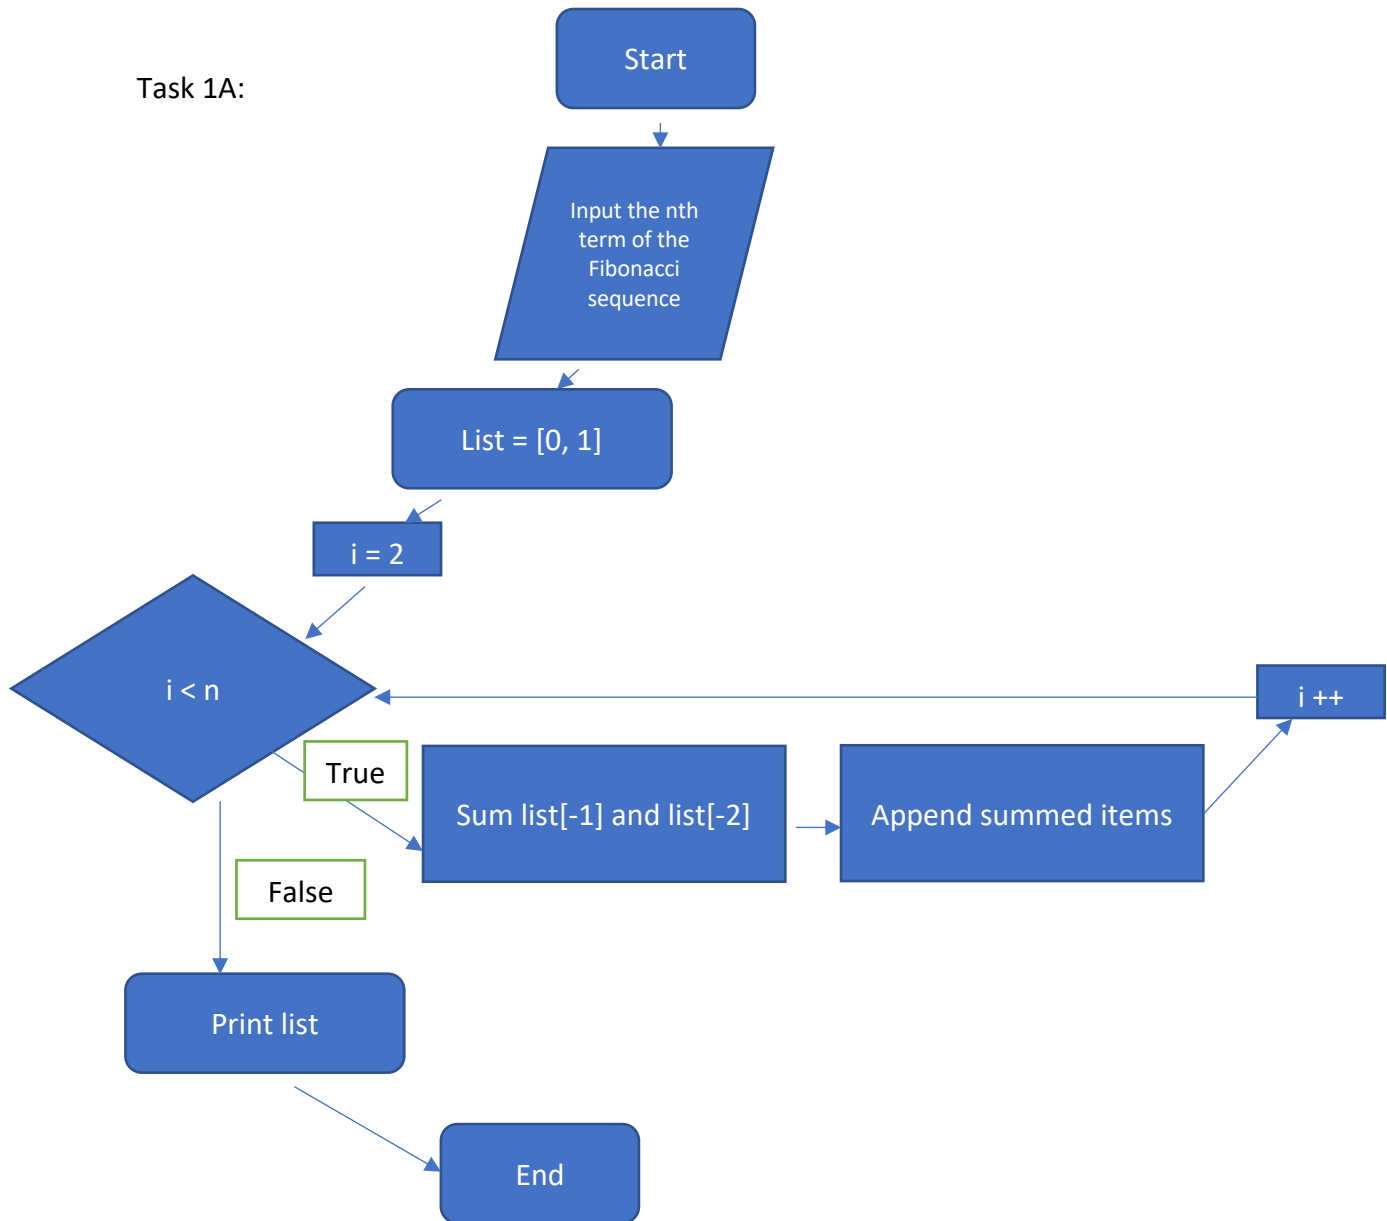 Start
Task 1A:
Input the nth
term of the
Fibonacci
sequence
List = [0, 1]
i = 2
i < n
i ++
True
Sum list[-1] and list[-2]
Append summed items
False
Print list
End